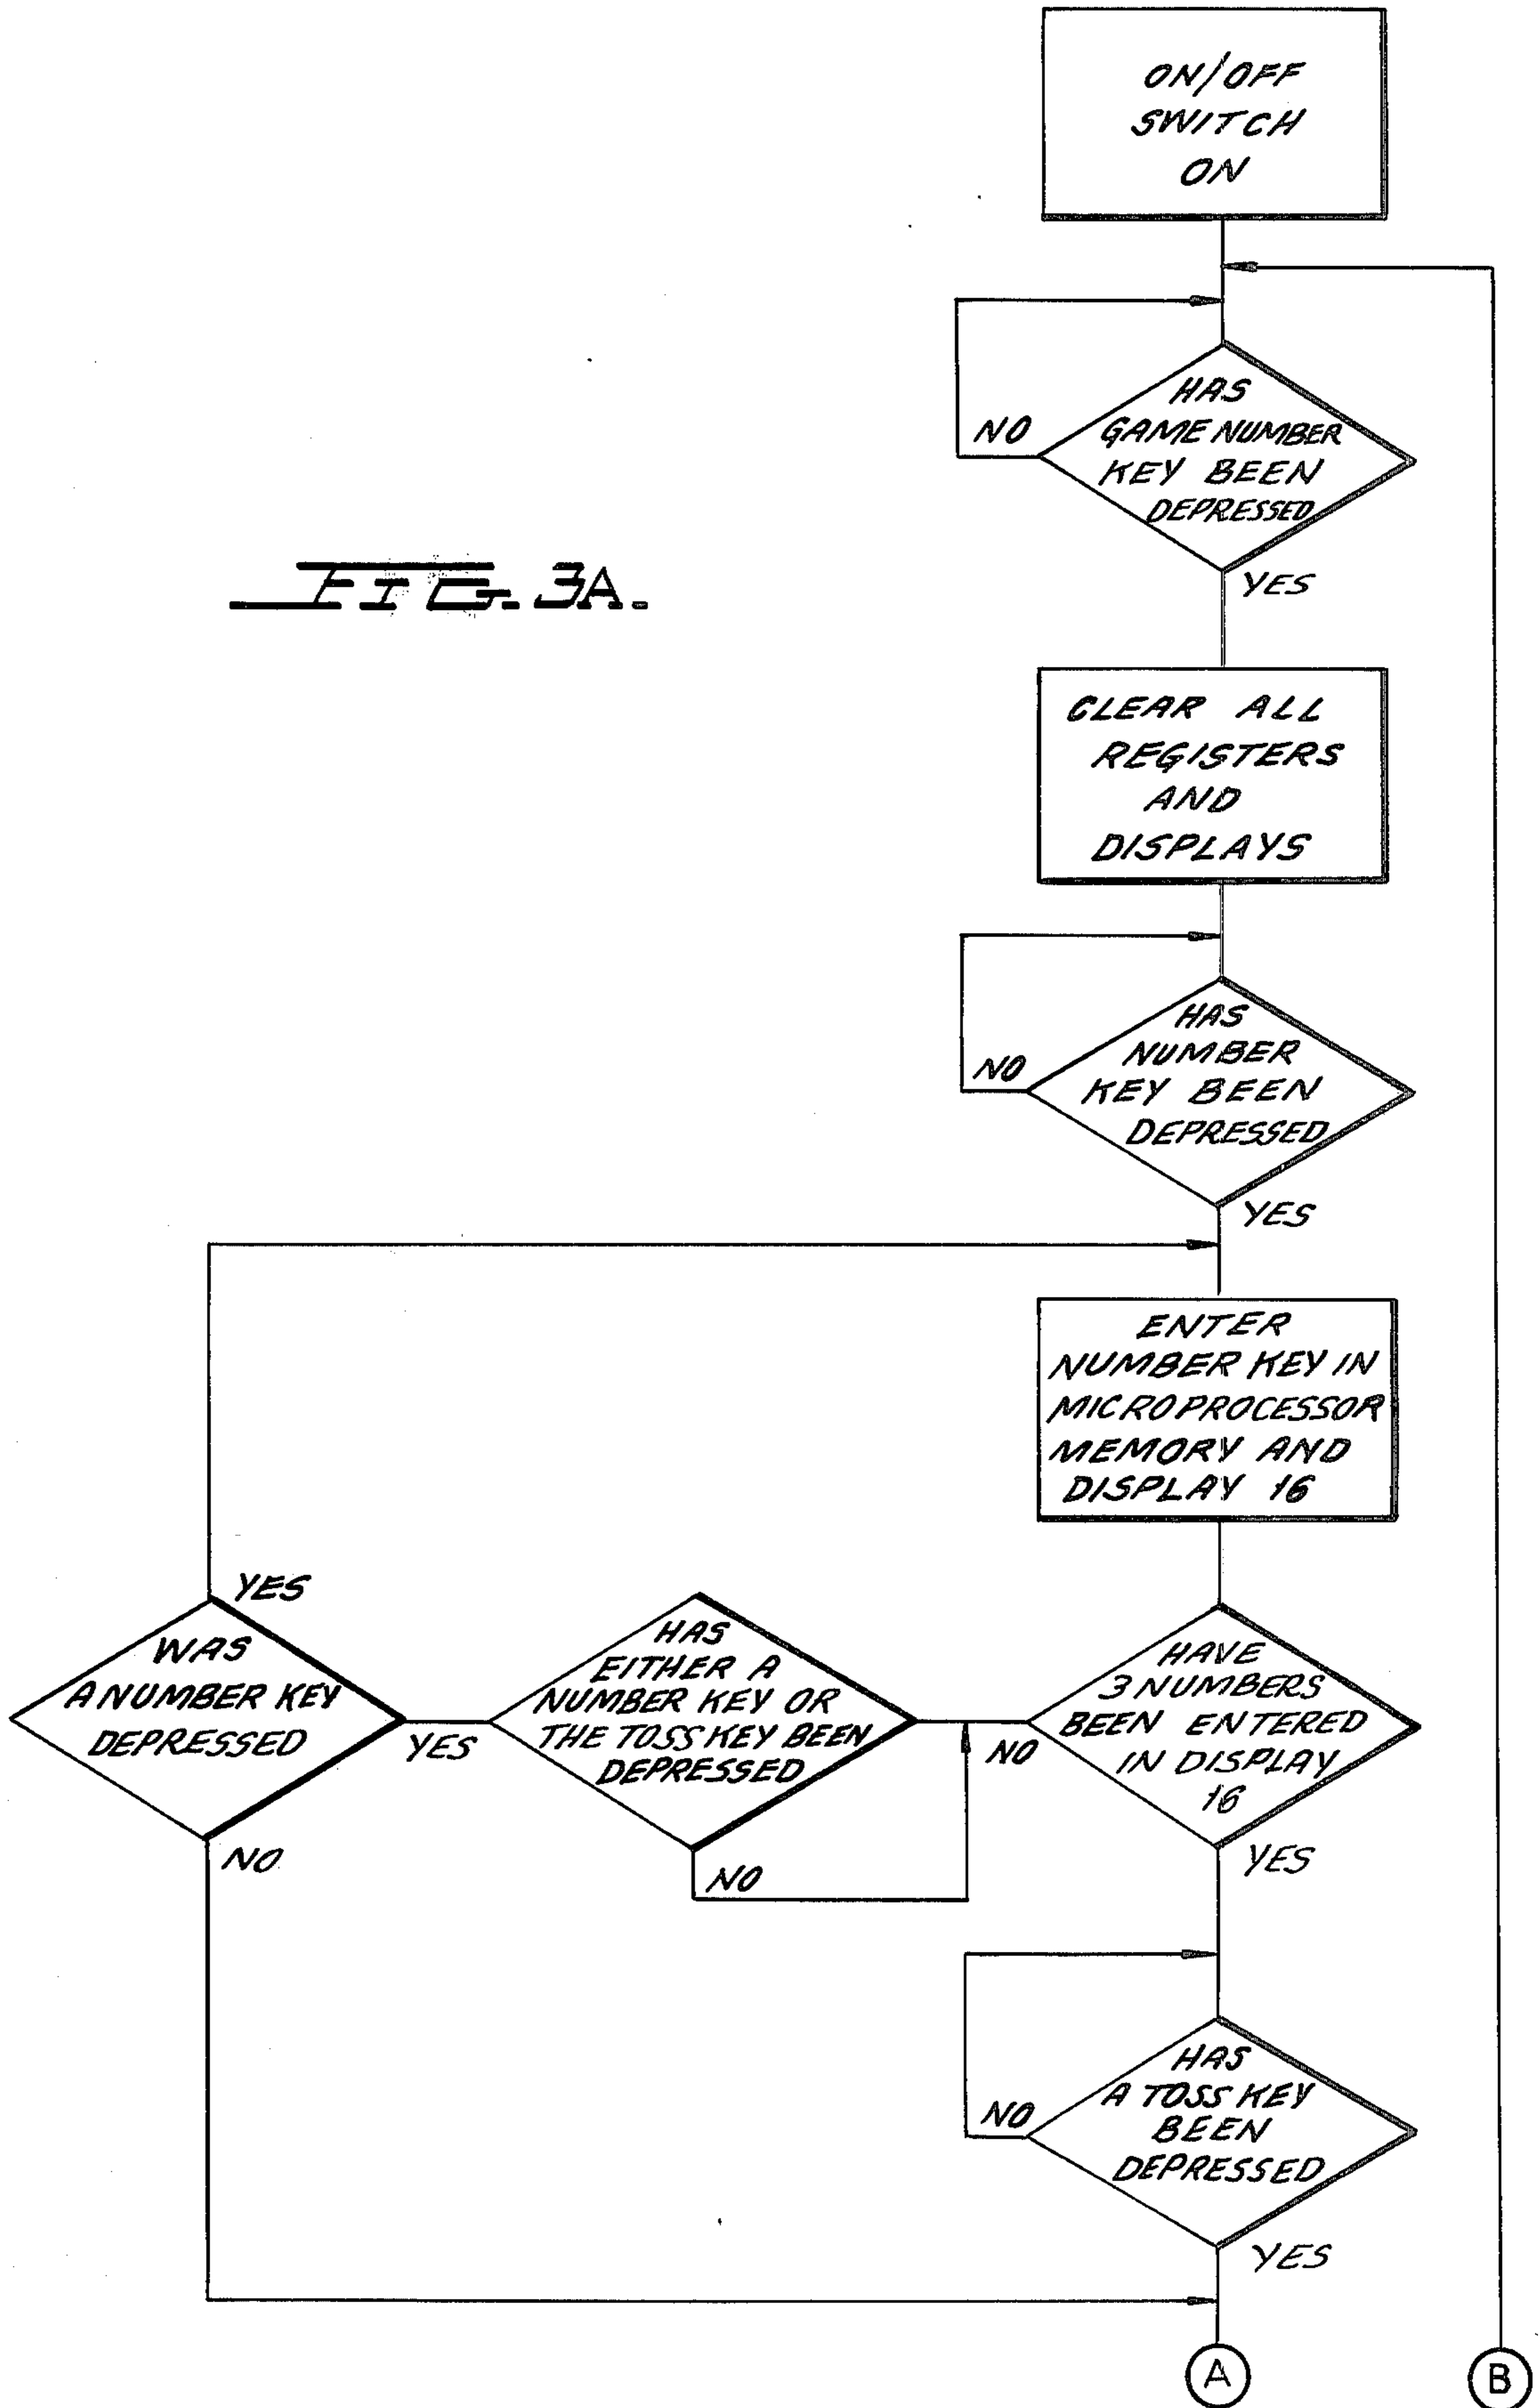 ON/OFF
SWITCH
ON
HAS
GAME NUMBER
KEY BEEN
DEPRESSED
NO
YES
FIG. 3A.
CLEAR ALL
REGISTERS
AND
DISPLAYS
HAS
NUMBER
KEY BEEN
DEPRESSED
NO
YES
ENTER
NUMBER KEY IN
MICROPROCESSOR
MEMORY AND
DISPLAY 16
HAVE
3 NUMBERS
BEEN ENTERED
IN DISPLAY
16
NO
YES
HAS
EITHER A
NUMBER KEY OR
THE TOSS KEY BEEN
DEPRESSED
YES
NO
WAS
A NUMBER KEY
DEPRESSED
YES
NO
HAS
A TOSS KEY
BEEN
DEPRESSED
NO
YES
A
B